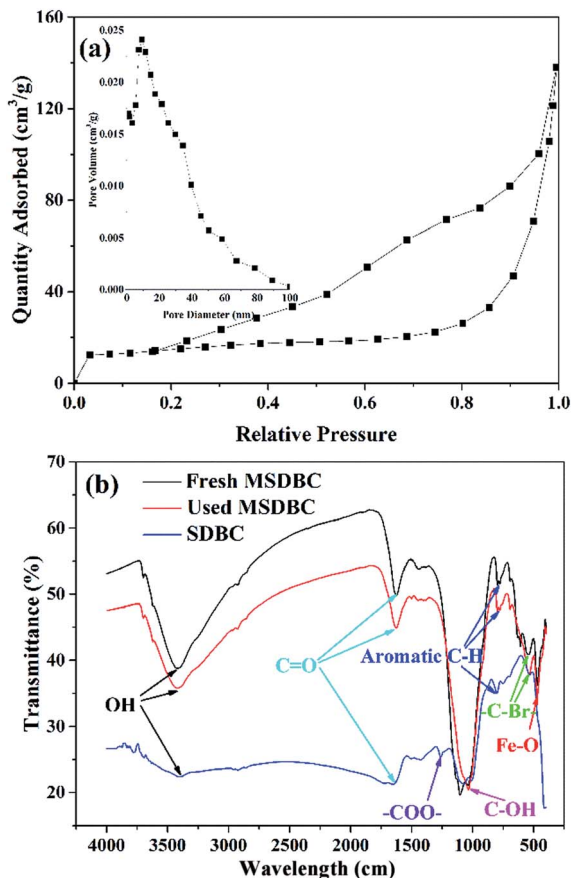 (a)
Quantity Adsorbed (cm³/g)
160
120
80
40
0
0.0 0.2 0.4 0.6 0.8 1.0
Relative Pressure
Pore Volume (cm³/g)
0.025
0.020
0.015
0.010
0.005
0.000
0 20 40 60 80 100
Pore Diameter (nm)
(b)
Fresh MSDBC
Used MSDBC
SDBC
Transmittance (%)
70
60
50
40
30
20
OH
C=O
Aromatic C-H
-C-Br
Fe-O
-COO-
C-OH
4000 3500 3000 2500 2000 1500 1000 500
Wavelength (cm)